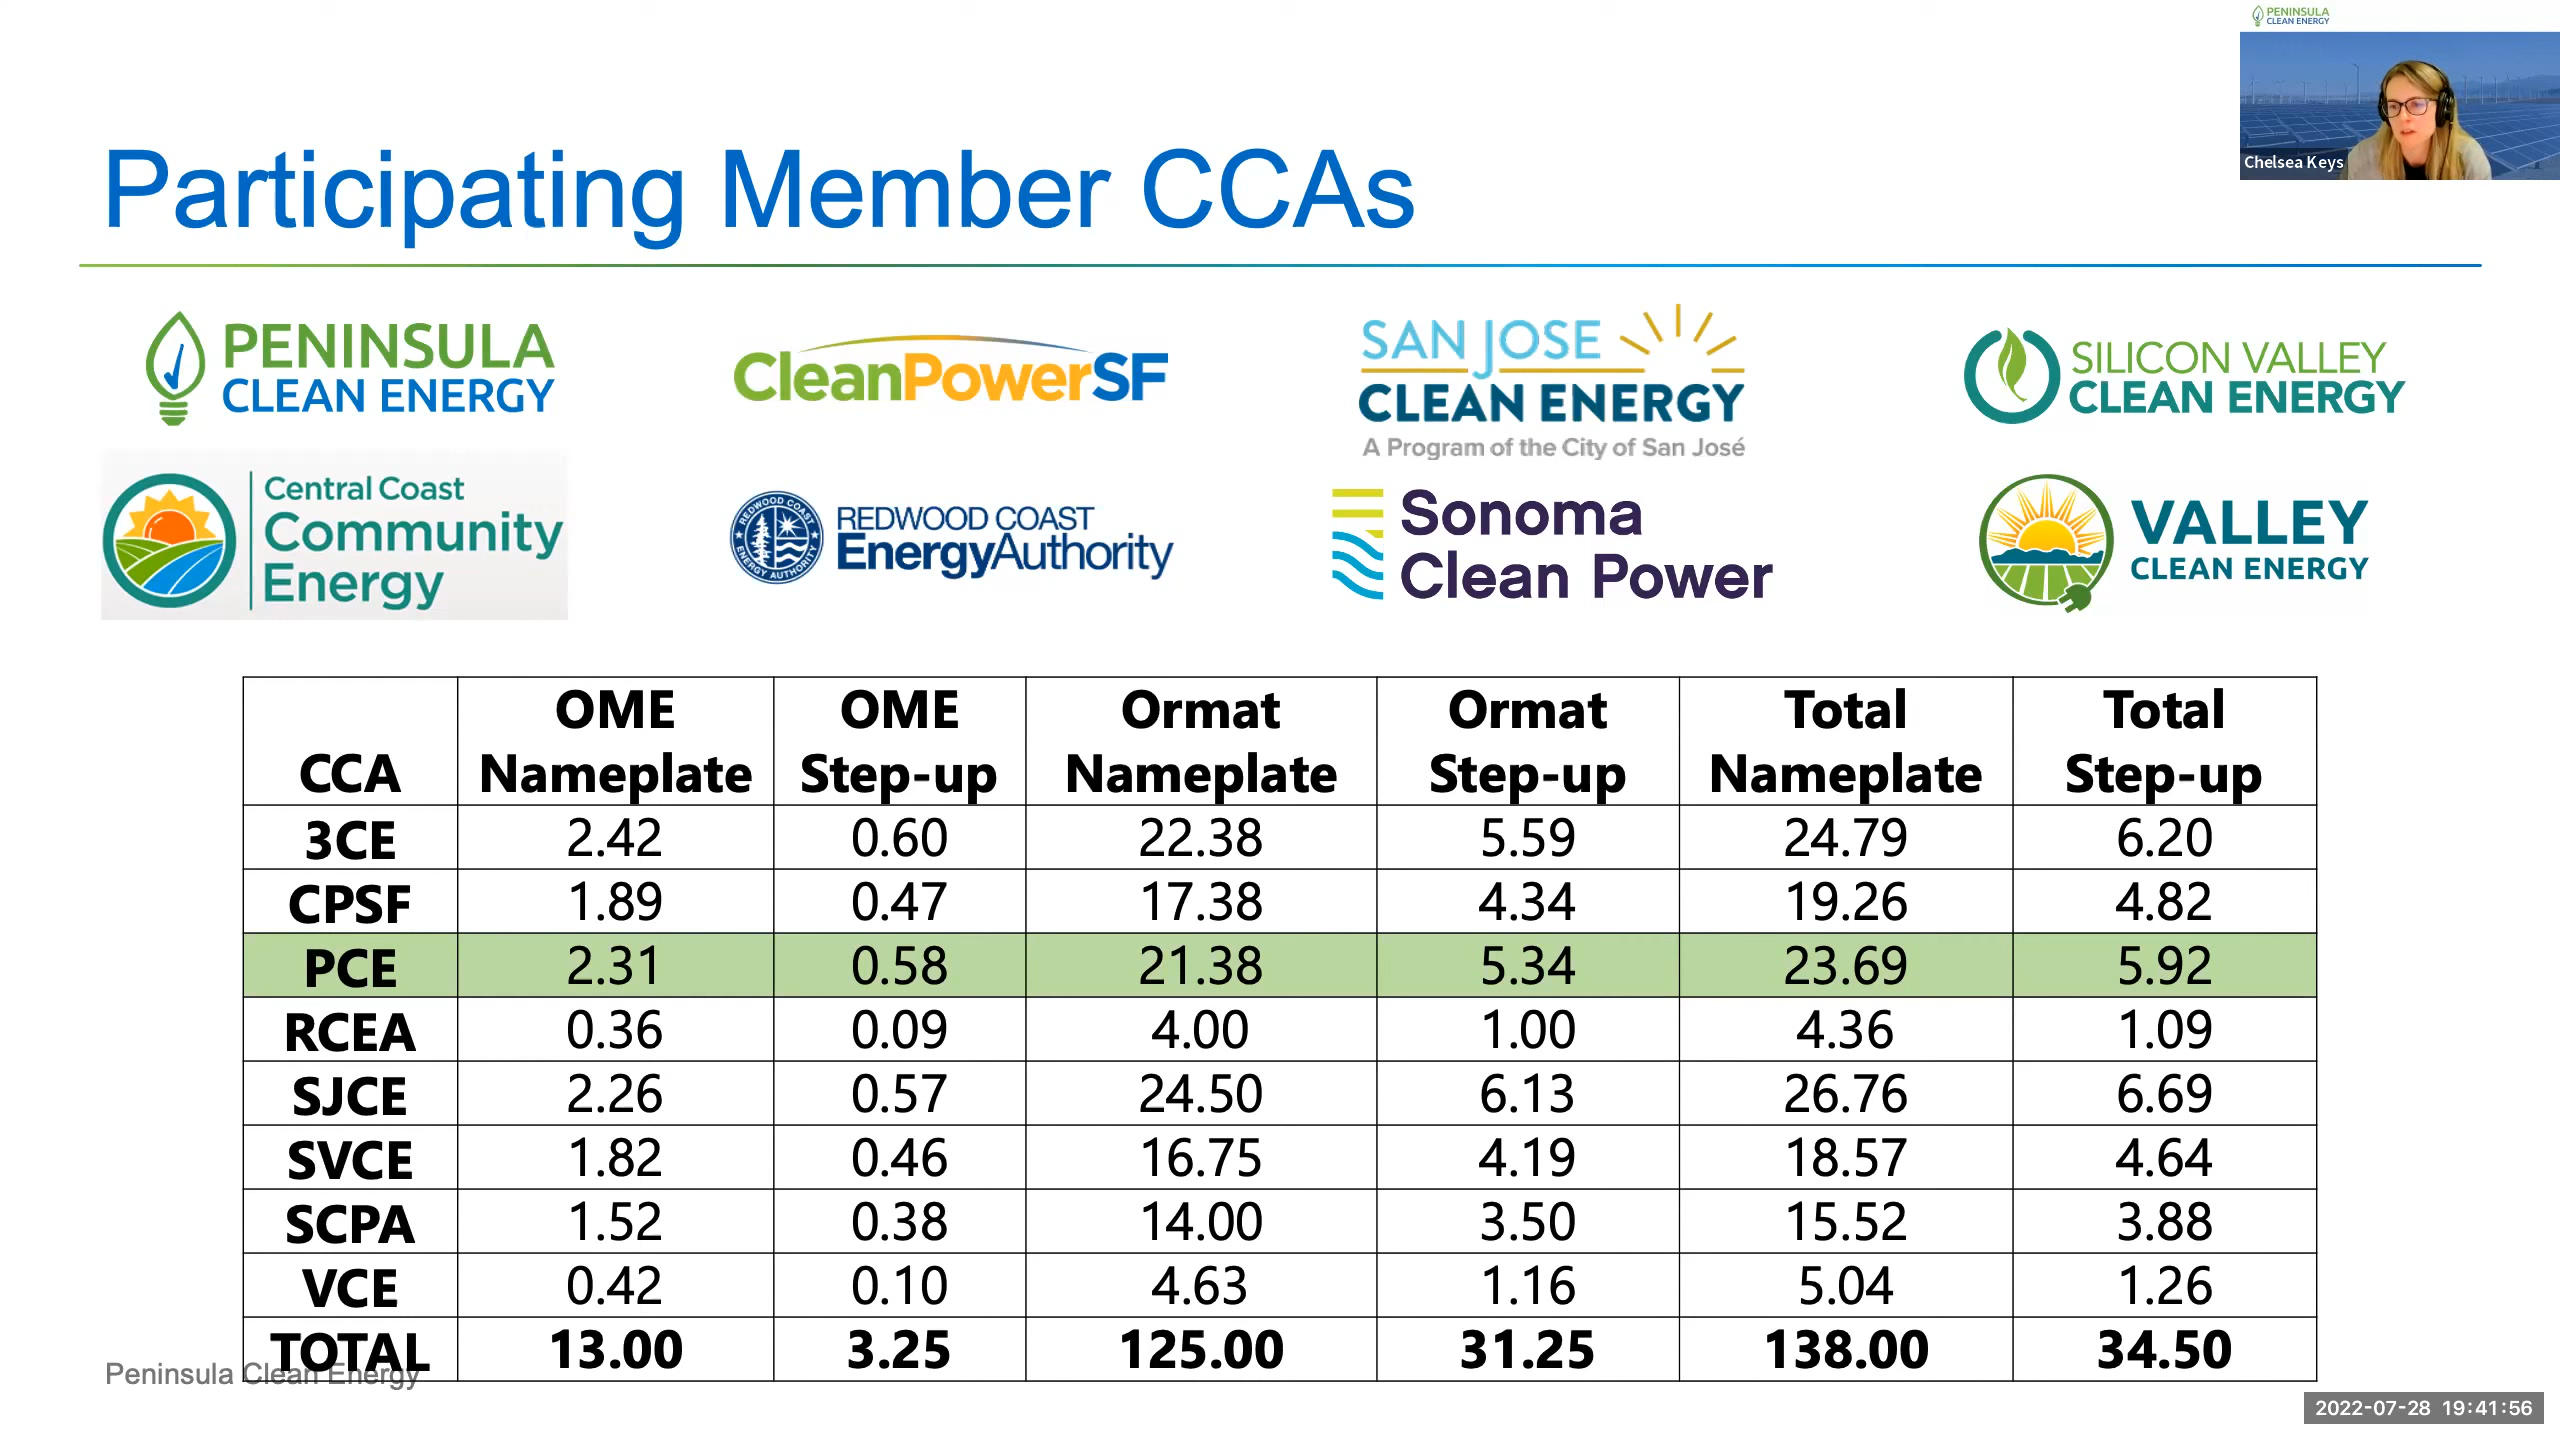 PENINSULA
CLEAN ENERGY
Chelsea Keys
Participating Member CCAs
PENINSULA
CLEAN ENERGY
CleanPowerSF
SAN JOSE
CLEAN ENERGY
A Program of the City of San José
SILICON VALLEY
CLEAN ENERGY
Central Coast
Community
Energy
REDWOOD COAST
ENERGY AUTHORITY
REDWOOD COAST
EnergyAuthority
Sonoma
Clean Power
VALLEY
CLEAN ENERGY
CCA OME Nameplate OME Step-up Ormat Nameplate Ormat Step-up Total Nameplate Total Step-up
3CE 2.42 0.60 22.38 5.59 24.79 6.20
CPSF 1.89 0.47 17.38 4.34 19.26 4.82
PCE 2.31 0.58 21.38 5.34 23.69 5.92
RCEA 0.36 0.09 4.00 1.00 4.36 1.09
SJCE 2.26 0.57 24.50 6.13 26.76 6.69
SVCE 1.82 0.46 16.75 4.19 18.57 4.64
SCPA 1.52 0.38 14.00 3.50 15.52 3.88
VCE 0.42 0.10 4.63 1.16 5.04 1.26
TOTAL 13.00 3.25 125.00 31.25 138.00 34.50
Peninsula Clean Energy
2022-07-28 19:41:56